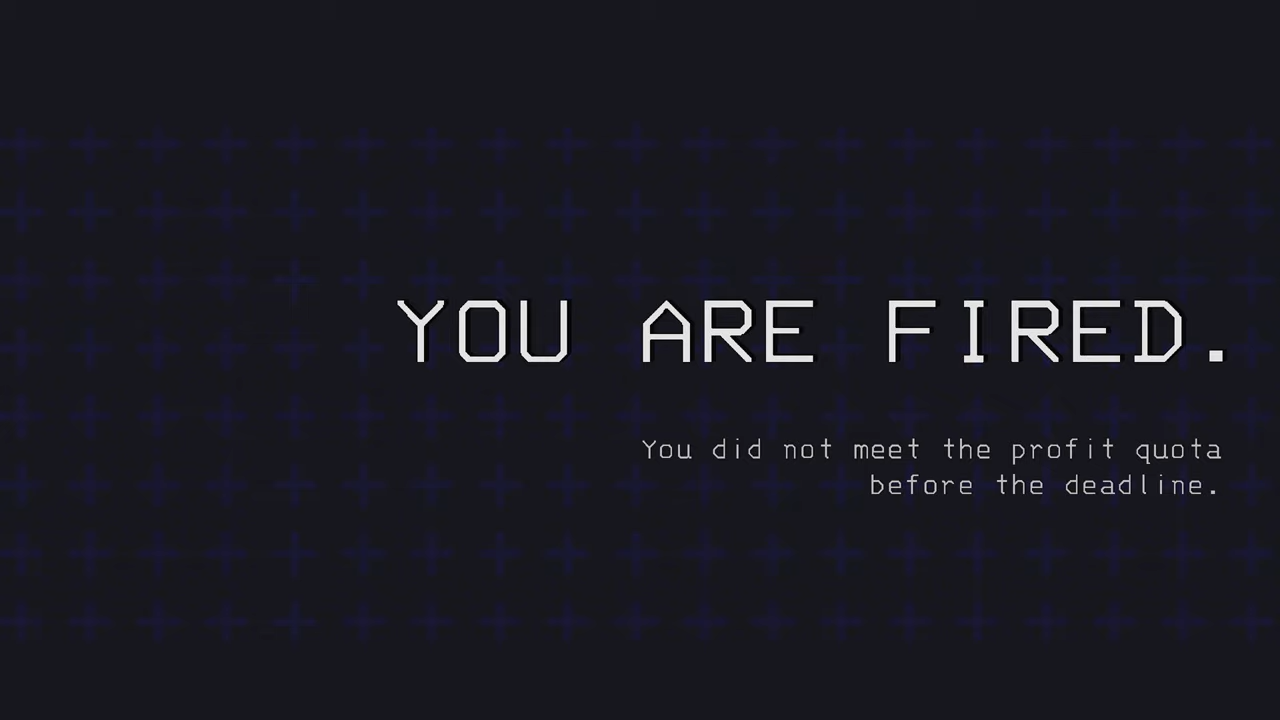 YOU ARE FIRED.
You did not meet the profit quota
before the deadline.